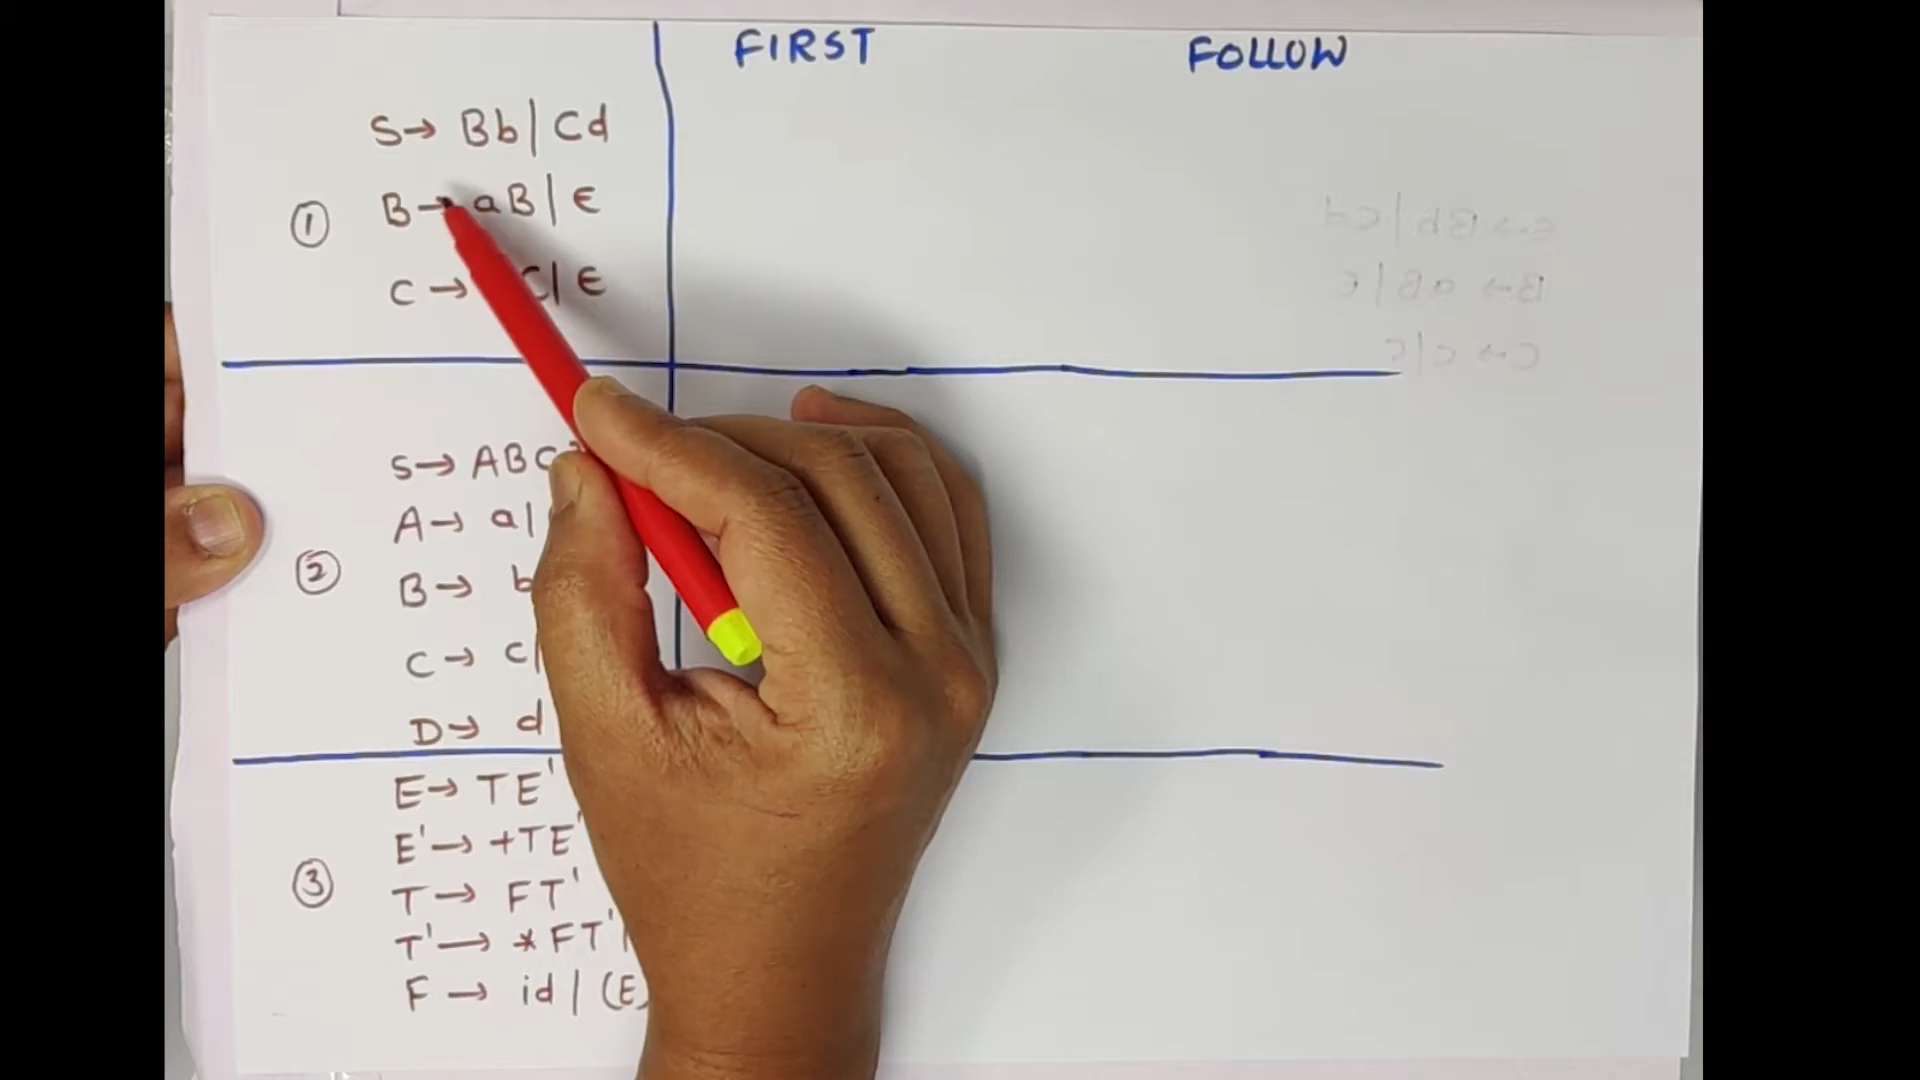 FIRST FOLLOW
S→ Bb | Cd
① B→ aB | ∈
C → C | ∈
S→ ABC
A→ a |
② B→ b
C→ c |
D→ d
E→ TE'
E'→ +TE'
③ T→ FT'
T'→ *FT' |
F → id | (E)